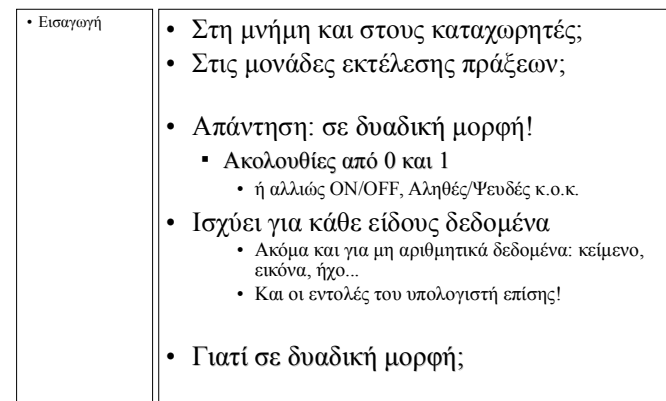 • Εισαγωγή
• Στη μνήμη και στους καταχωρητές;
• Στις μονάδες εκτέλεσης πράξεων;
• Απάντηση: σε δυαδική μορφή!
▪ Ακολουθίες από 0 και 1
• ή αλλιώς ON/OFF, Αληθές/Ψευδές κ.ο.κ.
• Ισχύει για κάθε είδους δεδομένα
• Ακόμα και για μη αριθμητικά δεδομένα: κείμενο,
εικόνα, ήχο...
• Και οι εντολές του υπολογιστή επίσης!
• Γιατί σε δυαδική μορφή;